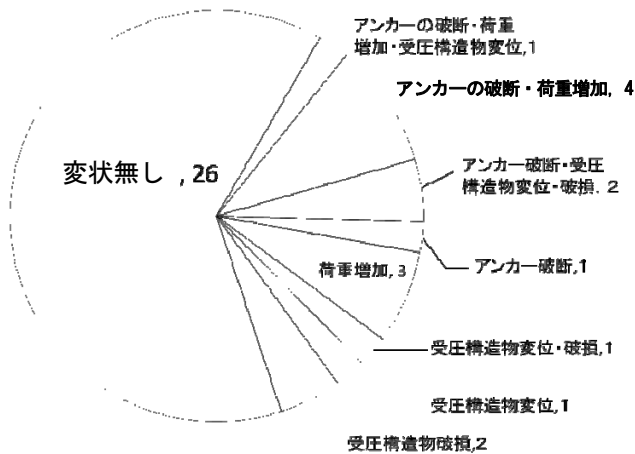 アンカーの破断・荷重
増加・受圧構造物変位,1
アンカーの破断・荷重増加, 4
変状無し , 26
アンカー破断・受圧
構造物変位・破損. 2
アンカー破断,1
荷重増加, 3
受圧構造物変位・破損,1
受圧構造物変位,1
受圧構造物破損,2